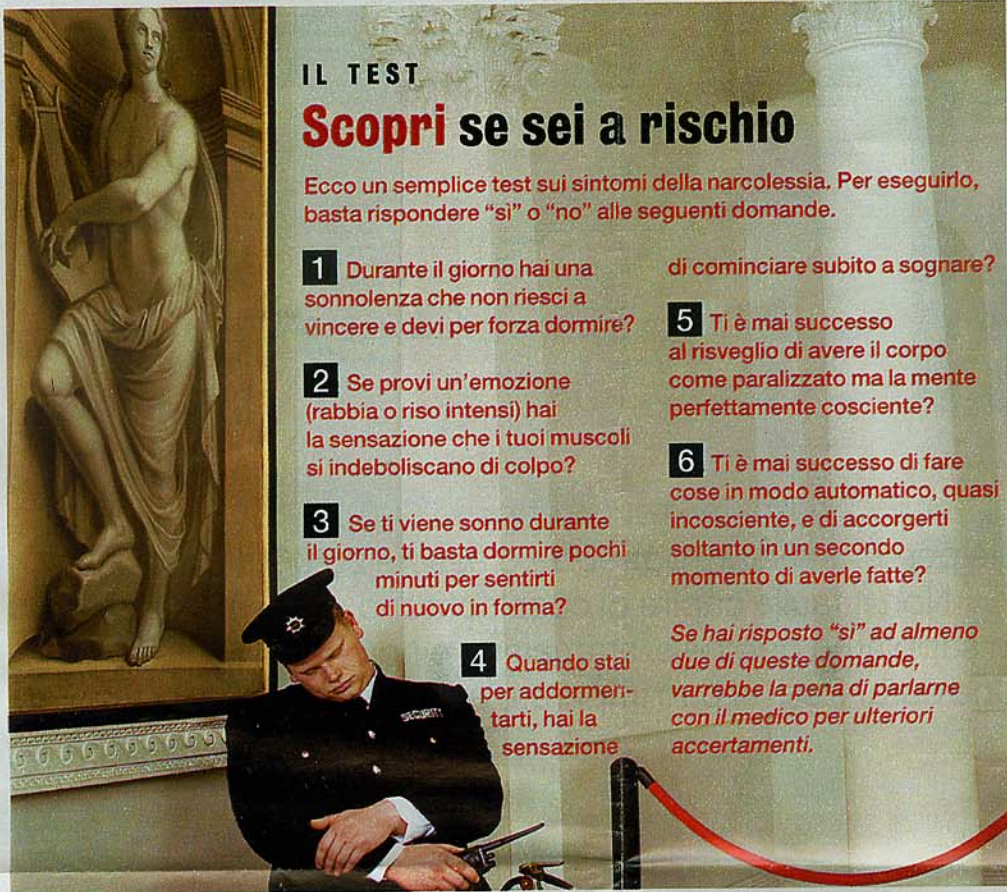 IL TEST
Scopri se sei a rischio
Ecco un semplice test sui sintomi della narcolessia. Per eseguirlo,
basta rispondere “sì” o “no” alle seguenti domande.
1 Durante il giorno hai una
sonnolenza che non riesci a
vincere e devi per forza dormire?
2 Se provi un'emozione
(rabbia o riso intensi) hai
la sensazione che i tuoi muscoli
si indeboliscano di colpo?
3 Se ti viene sonno durante
il giorno, ti basta dormire pochi
minuti per sentirti
di nuovo in forma?
4 Quando stai
per addormen-
tarti, hai la
sensazione
di cominciare subito a sognare?
5 Ti è mai successo
al risveglio di avere il corpo
come paralizzato ma la mente
perfettamente cosciente?
6 Ti è mai successo di fare
cose in modo automatico, quasi
incosciente, e di accorgerti
soltanto in un secondo
momento di averle fatte?
Se hai risposto “sì” ad almeno
due di queste domande,
varrebbe la pena di parlarne
con il medico per ulteriori
accertamenti.
SECURITY